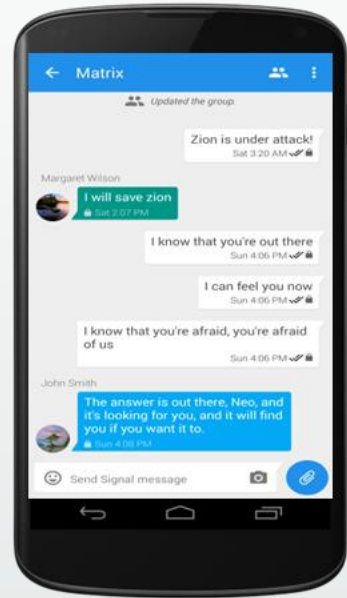 Matrix
Updated the group.
Zion is under attack!
Sat 3:20 AM
Margaret Wilson
I will save zion
Sat 2:07 PM
I know that you're out there
Sun 4:06 PM
I can feel you now
Sun 4:06 PM
I know that you're afraid, you're afraid
of us
Sun 4:06 PM
John Smith
The answer is out there, Neo, and
it's looking for you, and it will find
you if you want it to.
Sun 4:08 PM
Send Signal message